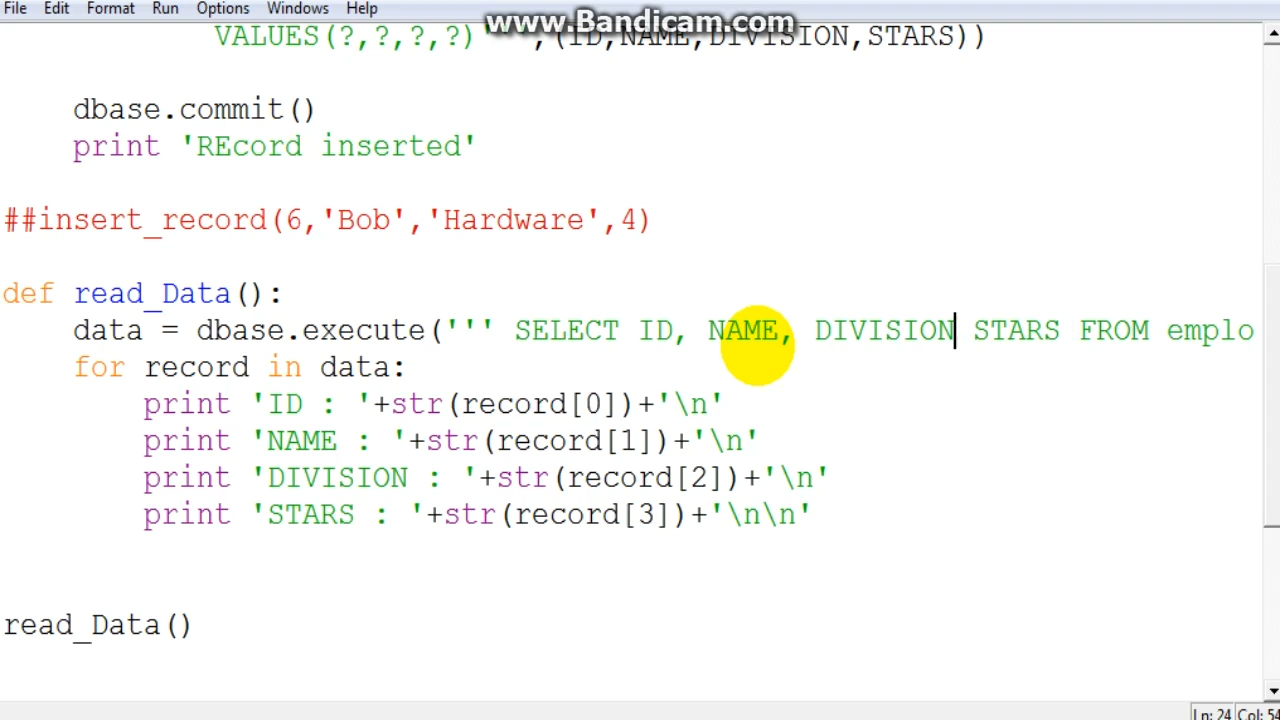 File Edit Format Run Options Windows Help
www.Bandicam.com
VALUES(?,?,?,?)''',(ID,NAME,DIVISION,STARS))
dbase.commit()
print 'REcord inserted'
##insert_record(6,'Bob','Hardware',4)
def read_Data():
data = dbase.execute(''' SELECT ID, NAME, DIVISION STARS FROM emplo
for record in data:
print 'ID : '+str(record[0])+'\n'
print 'NAME : '+str(record[1])+'\n'
print 'DIVISION : '+str(record[2])+'\n'
print 'STARS : '+str(record[3])+'\n\n'
read_Data()
Ln: 24 Col: 54